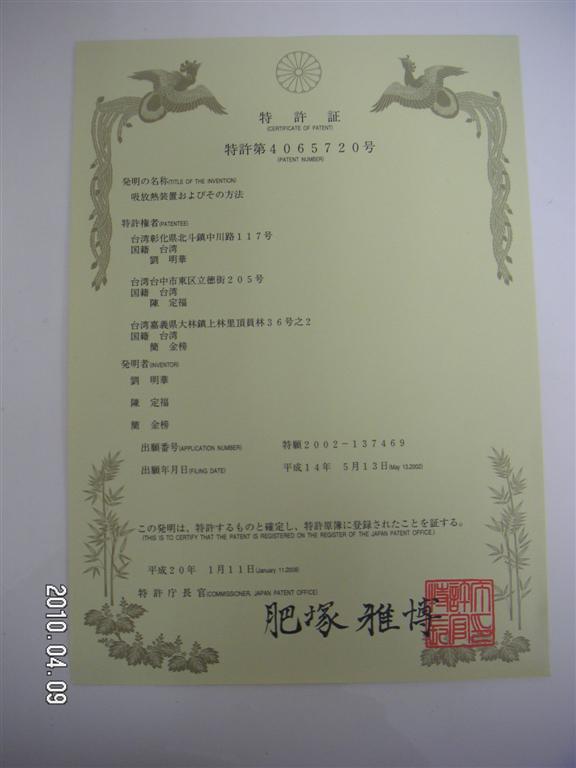 特許証
(CERTIFICATE OF PATENT)
特許第4065720号
(PATENT NUMBER)
発明の名称(TITLE OF THE INVENTION)
吸放熱装置およびその方法
特許権者(PATENTEE)
台湾彰化県北斗鎮中川路117号
国籍 台湾
劉 明華
台湾台中市東区立徳街205号
国籍 台湾
陳 定福
台湾嘉義県大林鎮上林里頂員林36号之2
国籍 台湾
簡 金榜
発明者(INVENTOR)
劉 明華
陳 定福
簡 金榜
出願番号(APPLICATION NUMBER) 特願2002-137469
出願年月日(FILING DATE) 平成14年 5月13日(May 13,2002)
この発明は、特許するものと確定し、特許原簿に登録されたことを証する。
(THIS IS TO CERTIFY THAT THE PATENT IS REGISTERED ON THE REGISTER OF THE JAPAN PATENT OFFICE.)
平成20年 1月11日(January 11,2008)
特許庁長官(COMMISSIONER, JAPAN PATENT OFFICE)
肥塚雅博
2010.04.09